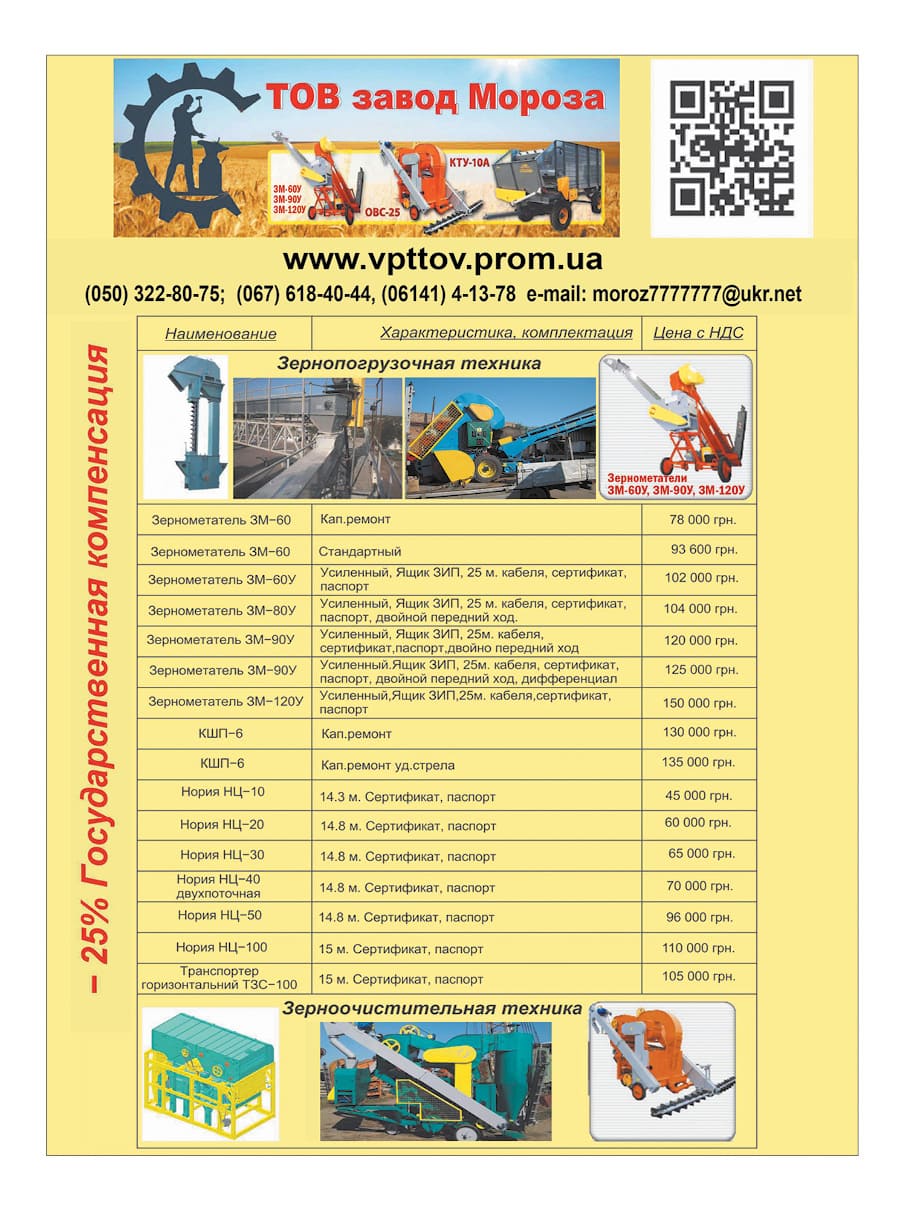 ТОВ завод Мороза
КТУ-10А
ЗМ-60У
ЗМ-90У
ЗМ-120У
ОВС-25
www.vpttov.prom.ua
(050) 322-80-75; (067) 618-40-44, (06141) 4-13-78 e-mail: moroz7777777@ukr.net
– 25% Государственная компенсация
Наименование Характеристика, комплектация Цена с НДС
Зернопогрузочная техника
Зернометатели
ЗМ-60У, ЗМ-90У, ЗМ-120У
Зернометатель ЗМ-60 Кап.ремонт 78 000 грн.
Зернометатель ЗМ-60 Стандартный 93 600 грн.
Зернометатель ЗМ-60У Усиленный, Ящик ЗИП, 25 м. кабеля, сертификат, 102 000 грн.
паспорт
Зернометатель ЗМ-80У Усиленный, Ящик ЗИП, 25 м. кабеля, сертификат, 104 000 грн.
паспорт, двойной передний ход.
Зернометатель ЗМ-90У Усиленный, Ящик ЗИП, 25м. кабеля, 120 000 грн.
сертификат,паспорт,двойно передний ход
Зернометатель ЗМ-90У Усиленный.Ящик ЗИП, 25м. кабеля, сертификат, 125 000 грн.
паспорт, двойной передний ход, дифференциал
Зернометатель ЗМ-120У Усиленный,Ящик ЗИП,25м. кабеля,сертификат, 150 000 грн.
паспорт
КШП-6 Кап.ремонт 130 000 грн.
КШП-6 Кап.ремонт уд.стрела 135 000 грн.
Нория НЦ-10 14.3 м. Сертификат, паспорт 45 000 грн.
Нория НЦ-20 14.8 м. Сертификат, паспорт 60 000 грн.
Нория НЦ-30 14.8 м. Сертификат, паспорт 65 000 грн.
Нория НЦ-40 14.8 м. Сертификат, паспорт 70 000 грн.
двухпоточная
Нория НЦ-50 14.8 м. Сертификат, паспорт 96 000 грн.
Нория НЦ-100 15 м. Сертификат, паспорт 110 000 грн.
Транспортер 15 м. Сертификат, паспорт 105 000 грн.
горизонтальний ТЗС-100
Зерноочистительная техника